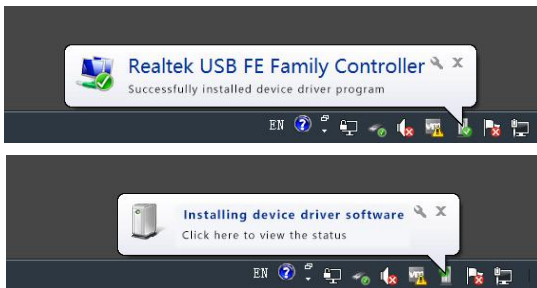 Realtek USB FE Family Controller
Successfully installed device driver program
EN
Installing device driver software
Click here to view the status
EN